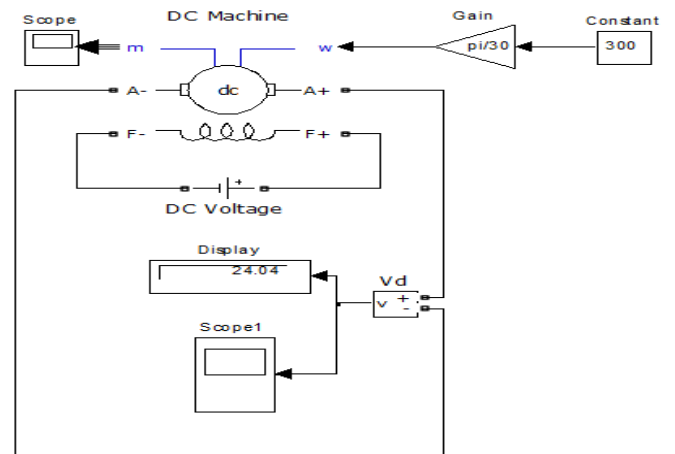 Scope
DC Machine
Gain
Constant
m
w
pi/30
300
A-
dc
A+
F-
F+
+
DC Voltage
Display
24.04
Vd
v
+
-
Scope1